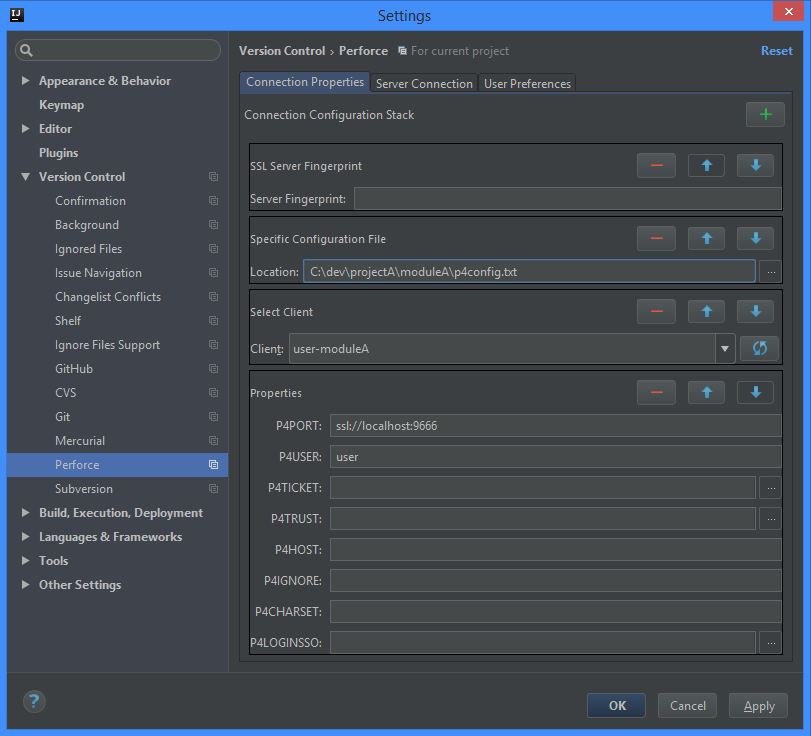 IJ
Settings
Version Control › Perforce For current project Reset
Appearance & Behavior
Keymap
Editor
Plugins
Version Control
Confirmation
Background
Ignored Files
Issue Navigation
Changelist Conflicts
Shelf
Ignore Files Support
GitHub
CVS
Git
Mercurial
Perforce
Subversion
Build, Execution, Deployment
Languages & Frameworks
Tools
Other Settings
Connection Properties Server Connection User Preferences
Connection Configuration Stack
SSL Server Fingerprint
Server Fingerprint:
Specific Configuration File
Location: C:\dev\projectA\moduleA\p4config.txt ...
Select Client
Client: user-moduleA
Properties
P4PORT: ssl://localhost:9666
P4USER: user
P4TICKET: ...
P4TRUST: ...
P4HOST:
P4IGNORE:
P4CHARSET:
P4LOGINSSO: ...
? OK Cancel Apply